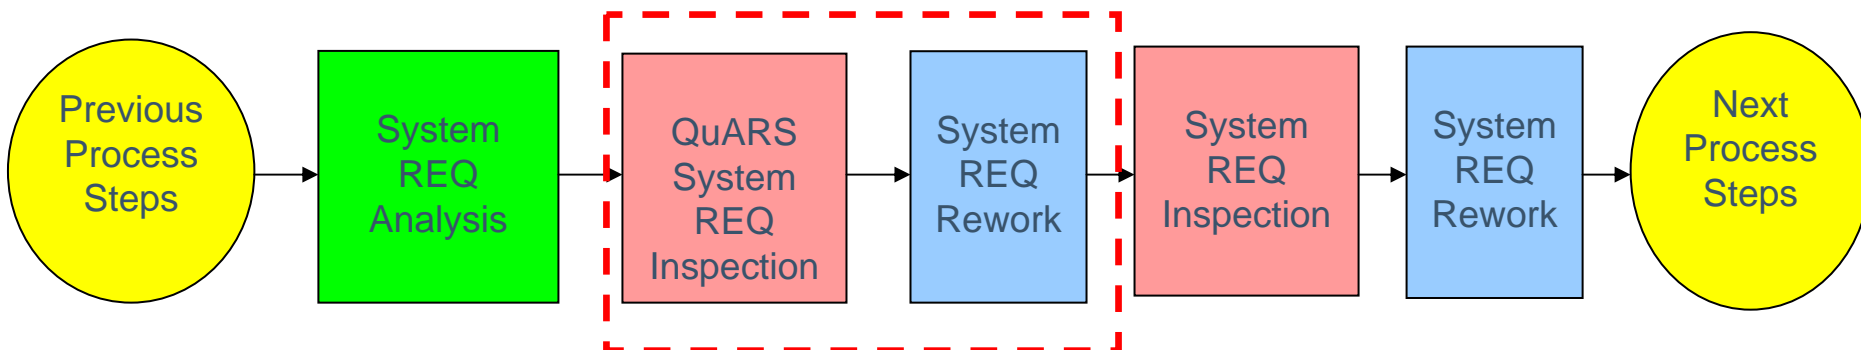 Previous
Process
Steps
System
REQ
Analysis
QuARS
System
REQ
Inspection
System
REQ
Rework
System
REQ
Inspection
System
REQ
Rework
Next
Process
Steps